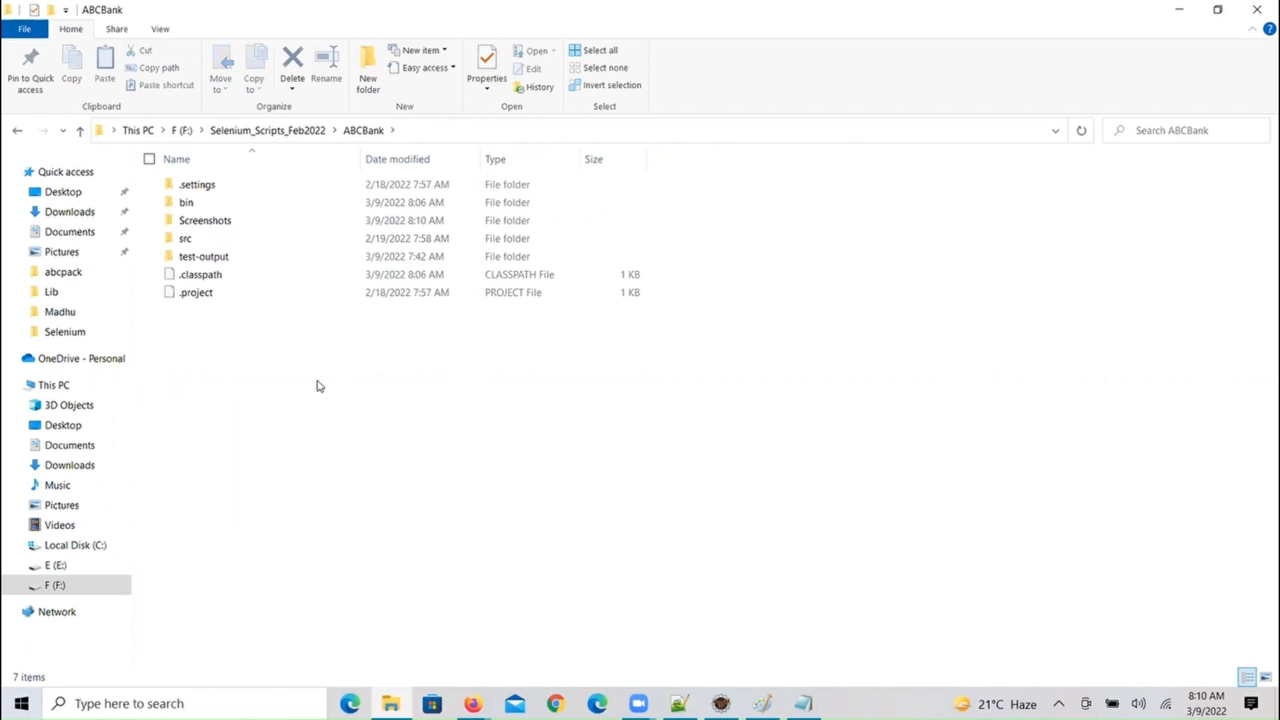 ABCBank
File Home Share View
Pin to Quick access
Copy
Paste
Cut
Copy path
Paste shortcut
Clipboard
Move to
Copy to
Delete
Rename
Organize
New folder
New item
Easy access
New
Properties
Open
Edit
History
Open
Select all
Select none
Invert selection
Select
This PC > F (F:) > Selenium_Scripts_Feb2022 > ABCBank >
Search ABCBank
Name Date modified Type Size
.settings 2/18/2022 7:57 AM File folder
bin 3/9/2022 8:06 AM File folder
Screenshots 3/9/2022 8:10 AM File folder
src 2/19/2022 7:58 AM File folder
test-output 3/9/2022 7:42 AM File folder
.classpath 3/9/2022 8:06 AM CLASSPATH File 1 KB
.project 2/18/2022 7:57 AM PROJECT File 1 KB
Quick access
Desktop
Downloads
Documents
Pictures
abcpack
Lib
Madhu
Selenium
OneDrive - Personal
This PC
3D Objects
Desktop
Documents
Downloads
Music
Pictures
Videos
Local Disk (C:)
E (E:)
F (F:)
Network
7 items
Type here to search
21°C Haze
8:10 AM
3/9/2022